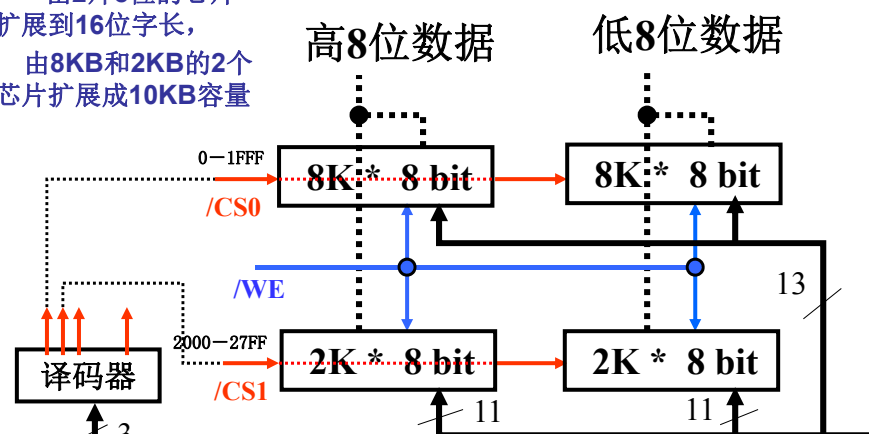 扩展到16位字长，
由8KB和2KB的2个
芯片扩展成10KB容量
高8位数据
低8位数据
0－1FFF
8K * 8 bit
8K * 8 bit
/CS0
/WE
13
2000－27FF
2K * 8 bit
2K * 8 bit
译码器
/CS1
11
11
3